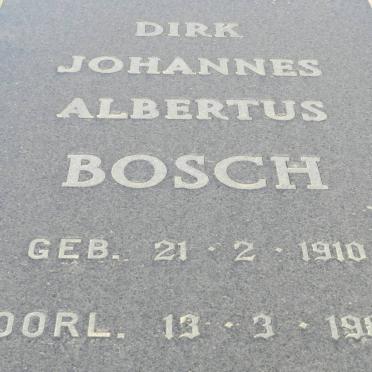 DIRK
JOHANNES
ALBERTUS
BOSCH
GEB. 21 · 2 · 1910
OORL. 13 · 3 ·